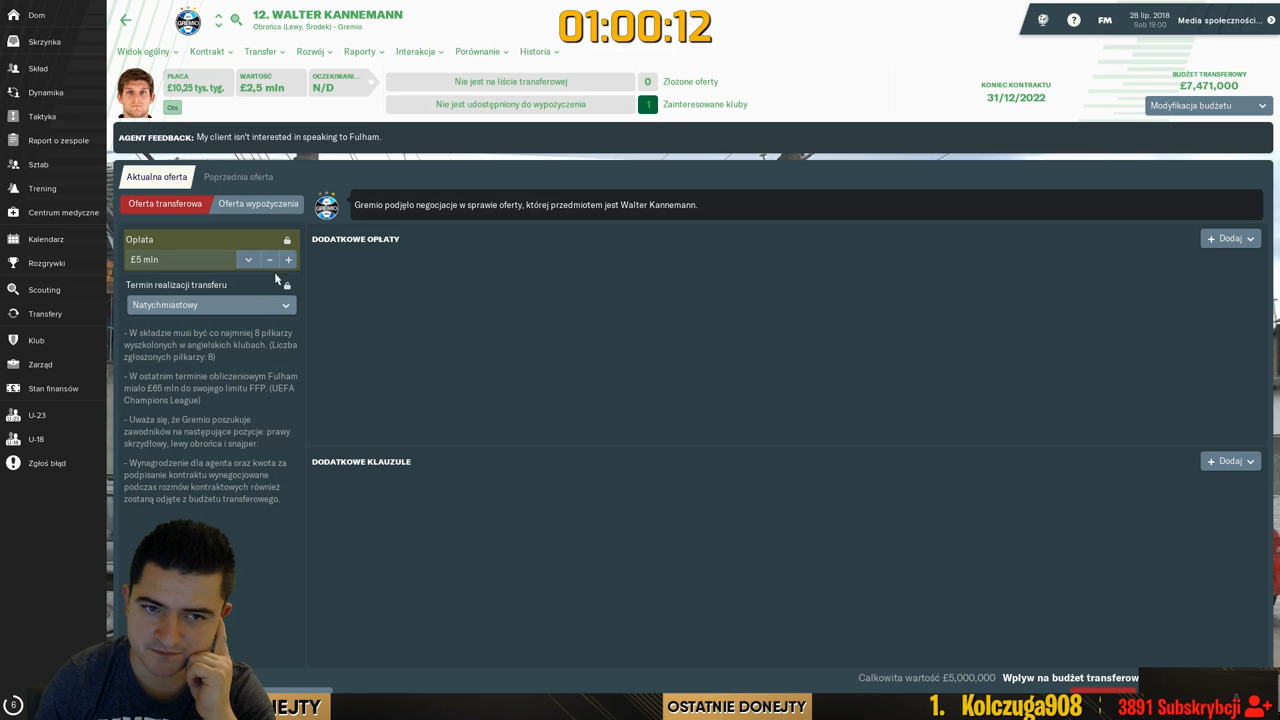 Dom
Skrzynka
Skład
Dynamika
Taktyka
Raport o zespole
Sztab
Trening
Centrum medyczne
Kalendarz
Rozgrywki
Scouting
Transfery
Klub
Zarząd
Stan finansów
U-23
U-18
Zgłoś błąd
6
12. WALTER KANNEMANN
Obrońca (Lewy, Środek) - Gremio
01:00:12
FM
28 lip. 2018
Sob 19:00
Media społeczności...
Widok ogólny
Kontrakt
Transfer
Rozwój
Raporty
Interakcja
Porównanie
Historia
PŁACA
£10,25 tys. tyg.
WARTOŚĆ
£2,5 mln
OCZEKIWANI...
N/D
Obs
Nie jest na liście transferowej
0 Złożone oferty
Nie jest udostępniony do wypożyczenia
1 Zainteresowane kluby
KONIEC KONTRAKTU
31/12/2022
BUDŻET TRANSFEROWY
£7,471,000
Modyfikacja budżetu
AGENT FEEDBACK: My client isn't interested in speaking to Fulham.
Aktualna oferta
Poprzednia oferta
Oferta transferowa
Oferta wypożyczenia
Gremio podjęło negocjacje w sprawie oferty, której przedmiotem jest Walter Kannemann.
Opłata
£5 mln
Termin realizacji transferu
Natychmiastowy
- W składzie musi być co najmniej 8 piłkarzy
wyszkolonych w angielskich klubach. (Liczba
zgłoszonych piłkarzy: 8)
- W ostatnim terminie obliczeniowym Fulham
miało £65 mln do swojego limitu FFP. (UEFA
Champions League)
- Uważa się, że Gremio poszukuje
zawodników na następujące pozycje: prawy
skrzydłowy, lewy obrońca i snajper.
- Wynagrodzenie dla agenta oraz kwota za
podpisanie kontraktu wynegocjowane
podczas rozmów kontraktowych również
zostaną odjęte z budżetu transferowego.
DODATKOWE OPŁATY
+ Dodaj
DODATKOWE KLAUZULE
+ Dodaj
Całkowita wartość £5,000,000
Wpływ na budżet transferow
NEJTY
OSTATNIE DONEJTY
1. Kolczuga908
3891 Subskrybcji